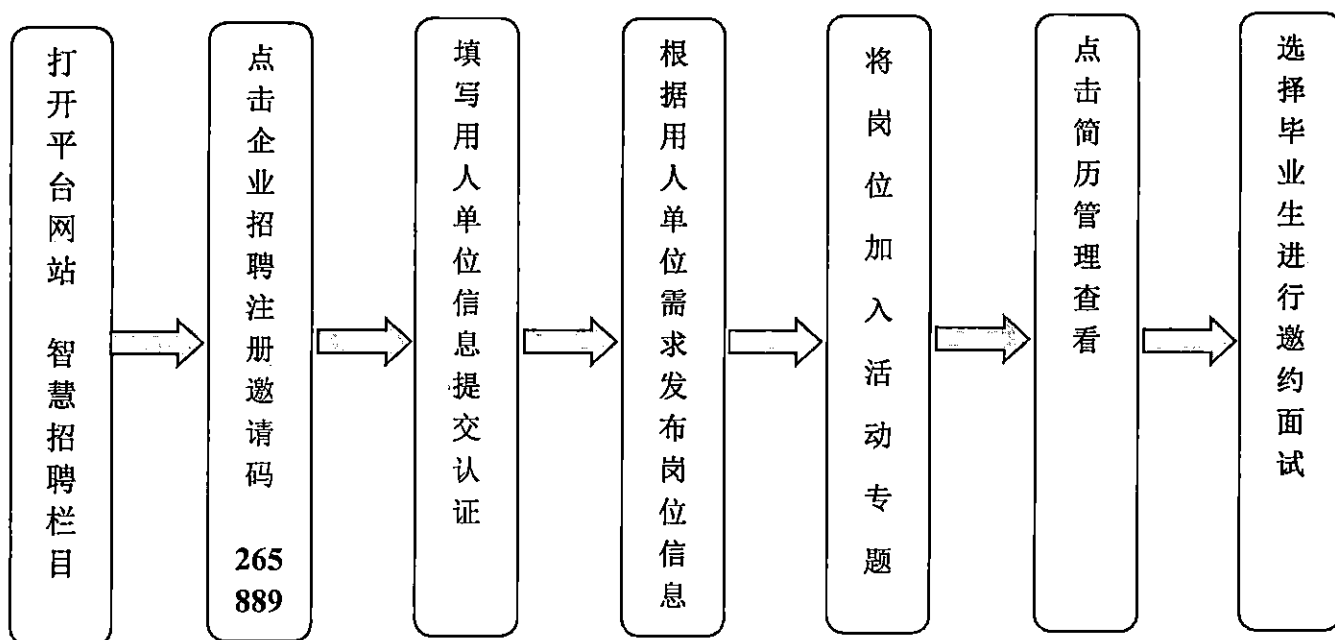 打开平台网站 智慧招聘栏目
点击企业招聘注册邀请码 265
889
填写用人单位信息提交认证
根据用人单位需求发布岗位信息
将岗位加入活动专题
点击简历管理查看
选择毕业生进行邀约面试